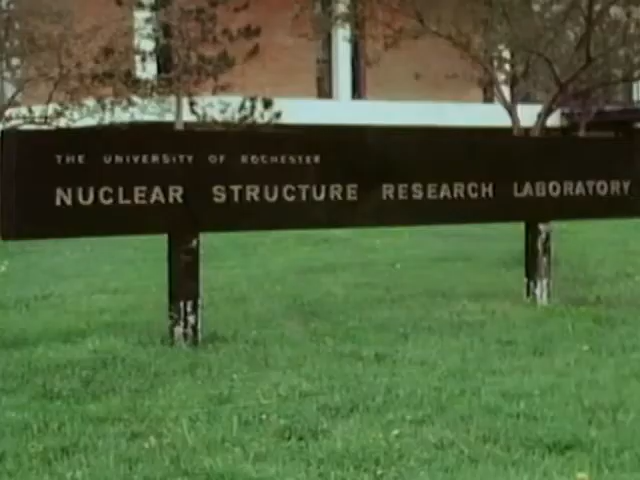 THE UNIVERSITY OF ROCHESTER
NUCLEAR STRUCTURE RESEARCH LABORATORY